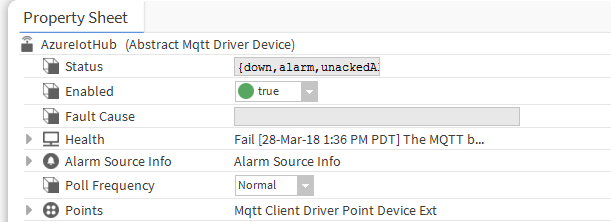 Property Sheet
AzureIotHub (Abstract Mqtt Driver Device)
Status {down,alarm,unackedA
Enabled true
Fault Cause
Health Fail [28-Mar-18 1:36 PM PDT] The MQTT b...
Alarm Source Info Alarm Source Info
Poll Frequency Normal
Points Mqtt Client Driver Point Device Ext